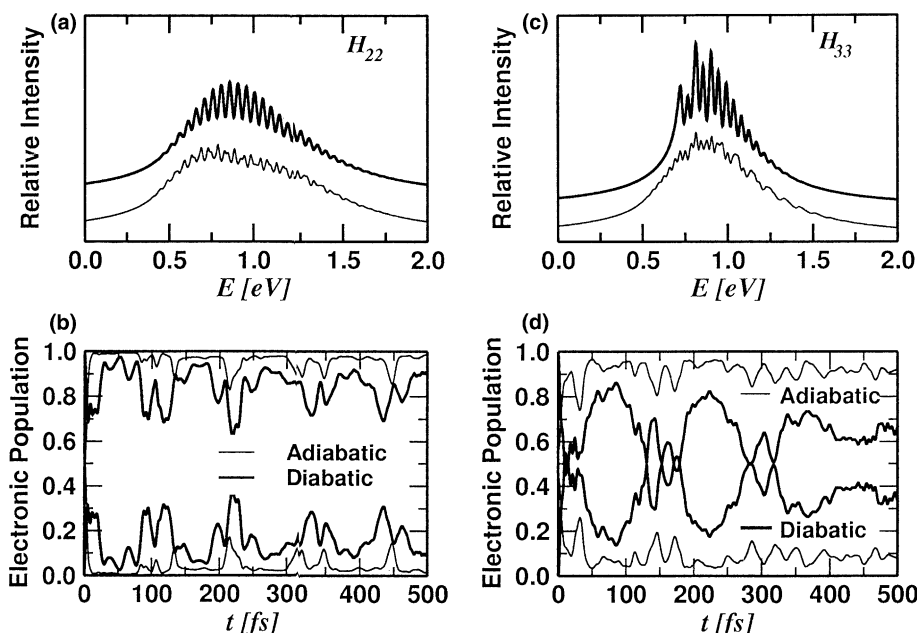 (a)
H22
Relative Intensity
0.0 0.5 1.0 1.5 2.0
E [eV]
(c)
H33
Relative Intensity
0.0 0.5 1.0 1.5 2.0
E [eV]
(b)
Electronic Population
1.0
0.8
0.6
0.4
0.2
0.0
Adiabatic
Diabatic
0 100 200 300 400 500
t [fs]
(d)
Electronic Population
1.0
0.8
0.6
0.4
0.2
0.0
Adiabatic
Diabatic
0 100 200 300 400 500
t [fs]